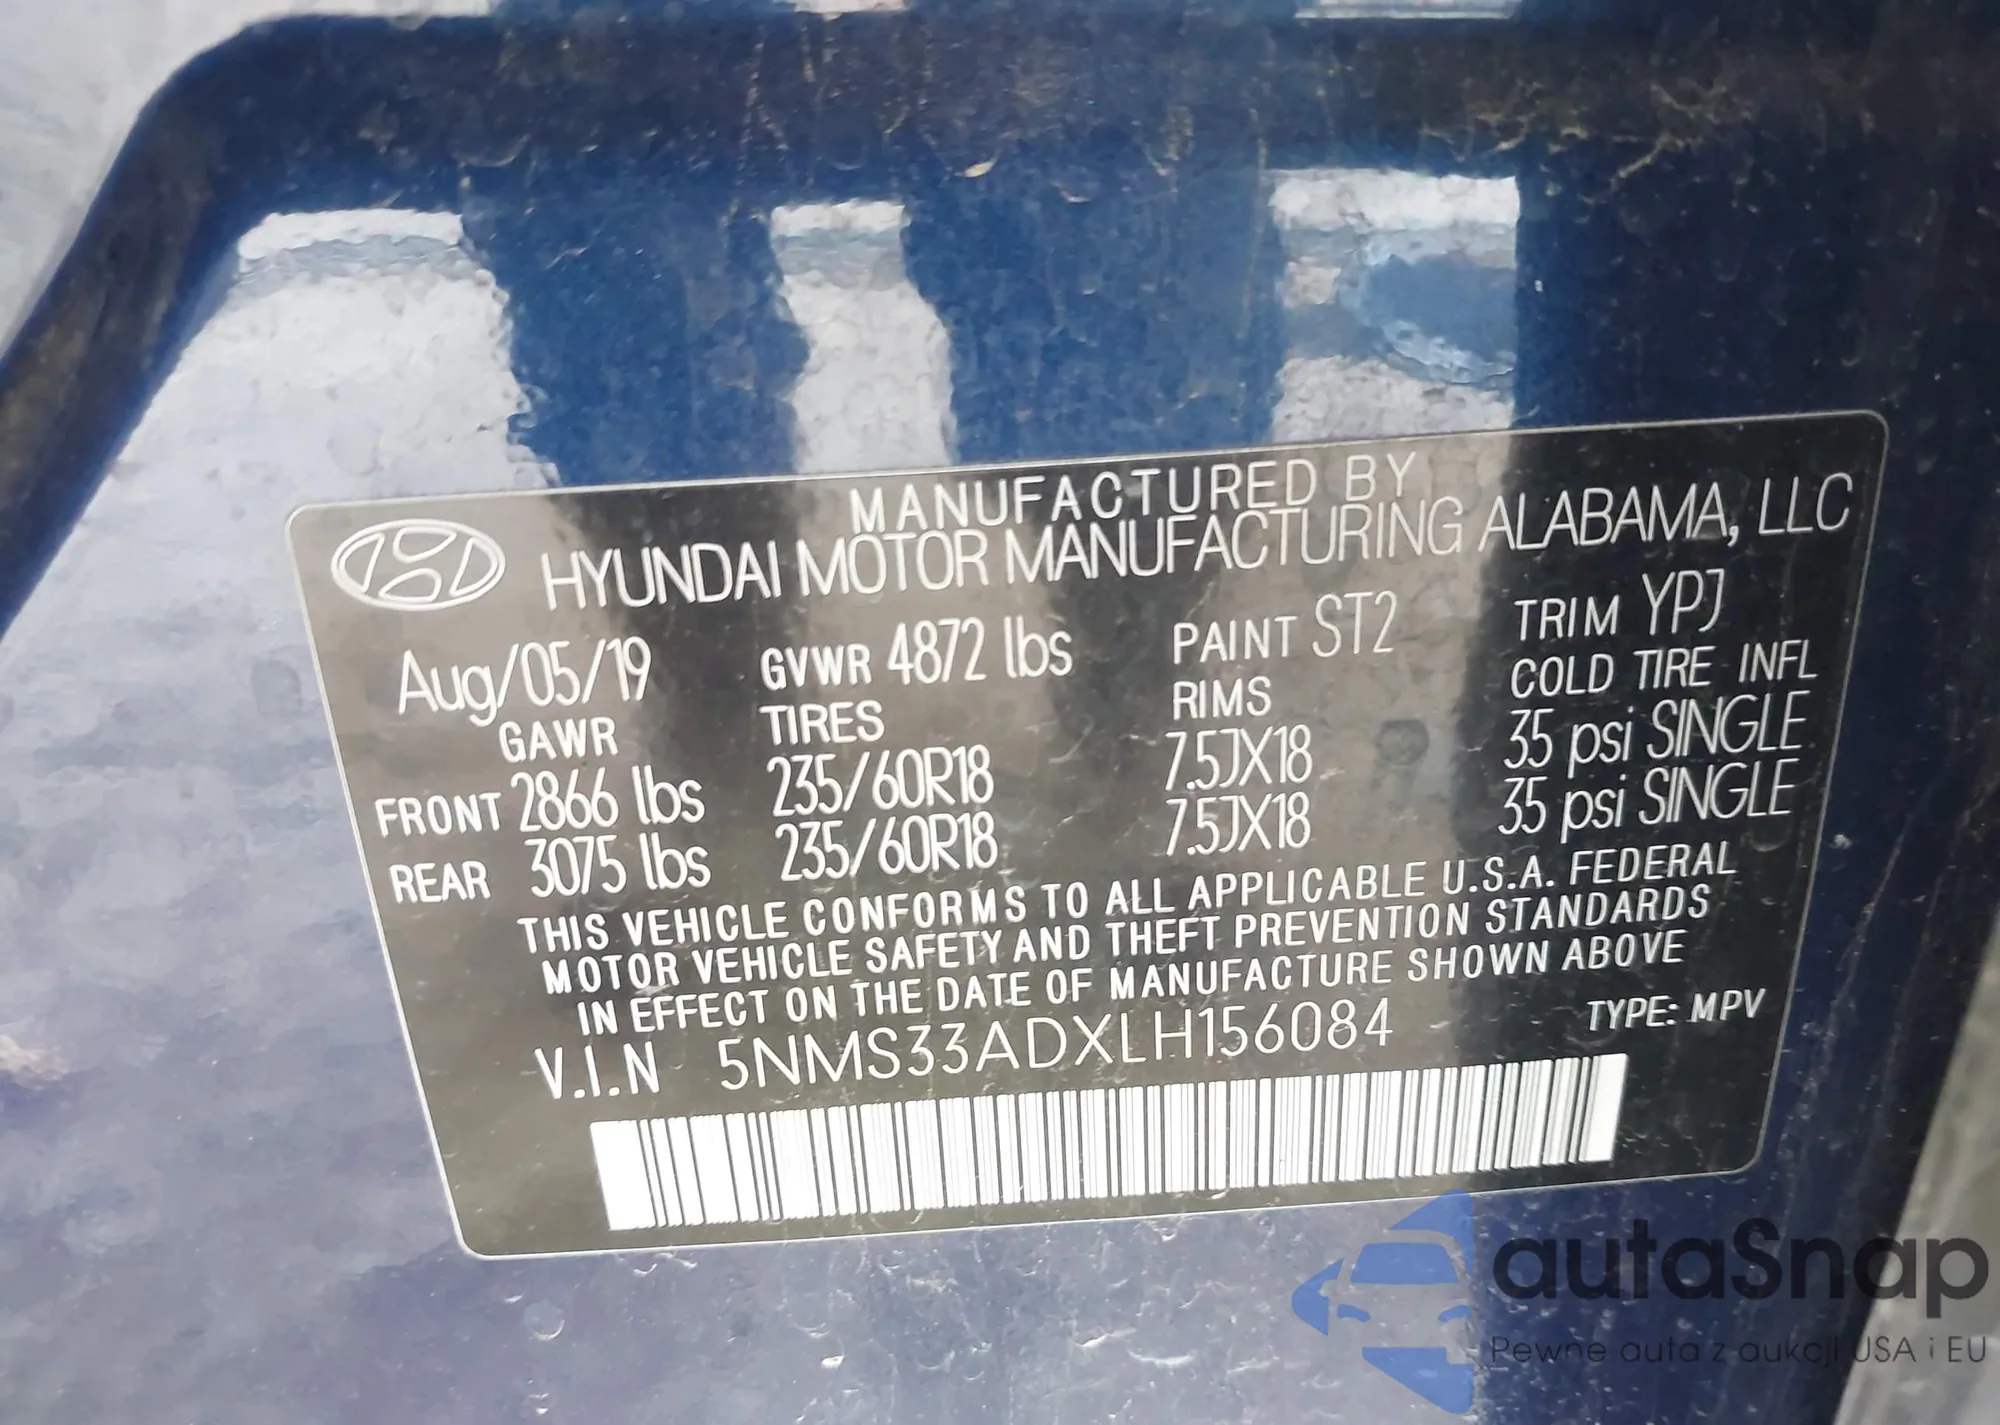 MANUFACTURED BY
HYUNDAI MOTOR MANUFACTURING ALABAMA, LLC
Aug/05/19 GVWR 4872 lbs PAINT ST2 TRIM YPJ
GAWR TIRES RIMS COLD TIRE INFL
FRONT 2866 lbs 235/60R18 7.5JX18 35 psi SINGLE
REAR 3075 lbs 235/60R18 7.5JX18 35 psi SINGLE
THIS VEHICLE CONFORMS TO ALL APPLICABLE U.S.A. FEDERAL
MOTOR VEHICLE SAFETY AND THEFT PREVENTION STANDARDS
IN EFFECT ON THE DATE OF MANUFACTURE SHOWN ABOVE
V.I.N 5NMS33ADXLH156084 TYPE: MPV
autaSnap
Pewne auta z aukcji USA i EU